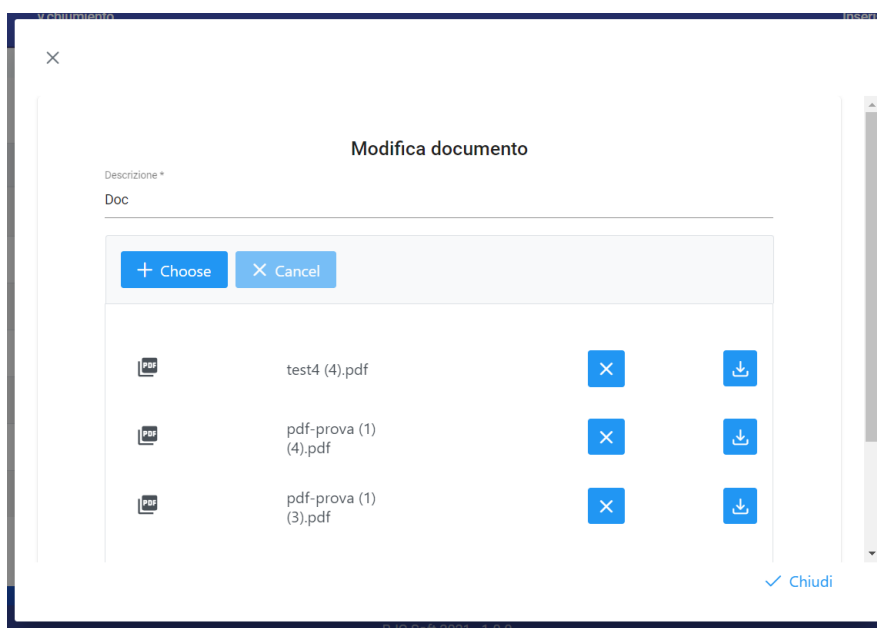 Modifica documento
Descrizione *
Doc
Choose
Cancel
PDF
test4 (4).pdf
PDF
pdf-prova (1)
(4).pdf
PDF
pdf-prova (1)
(3).pdf
Chiudi